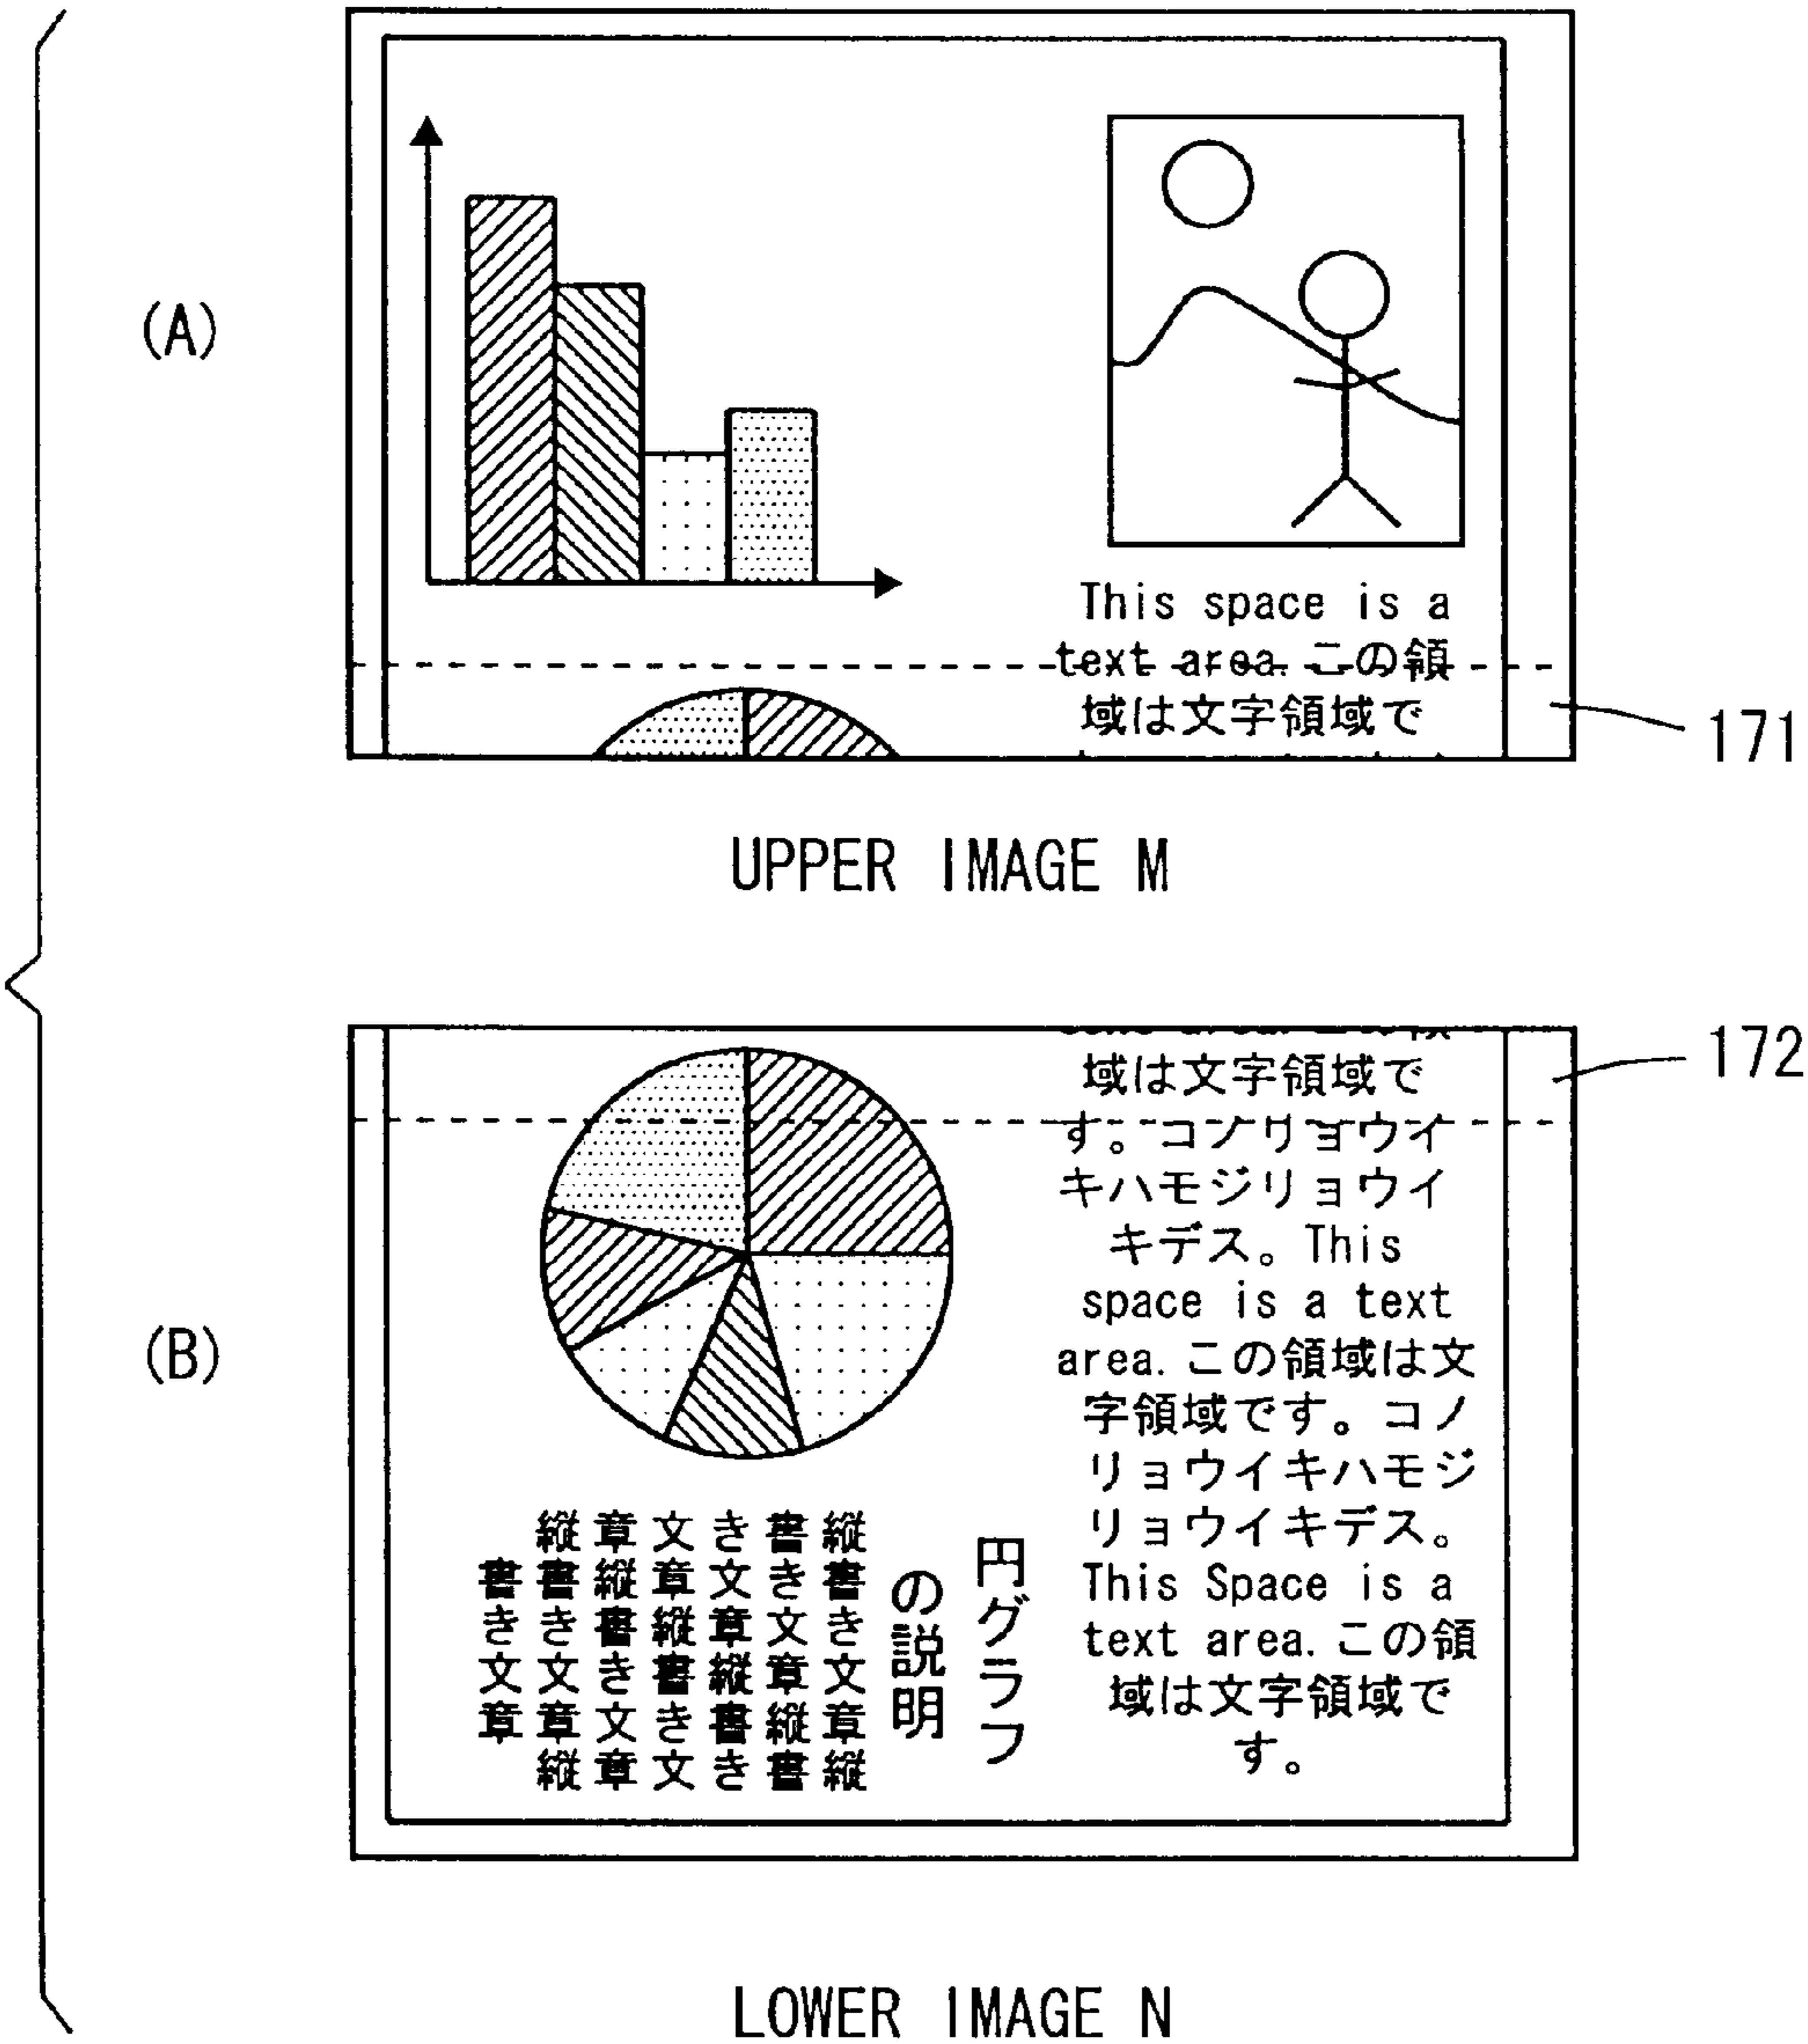 (A)
This space is a
text area. この領
域は文字領域で
171
UPPER IMAGE M
(B)
172
域は文字領域で
す。コノリョウイ
キハモジリョウイ
キデス。This
space is a text
area. この領域は文
字領域です。コノ
リョウイキハモジ
リョウイキデス。
This Space is a
text area. この領
域は文字領域で
す。
円グラフ
の説明
縦書き文章縦
書き文章縦書
き文章縦書き
文章縦書き文
章縦書き文章
縦書き文章縦
書き文章
LOWER IMAGE N